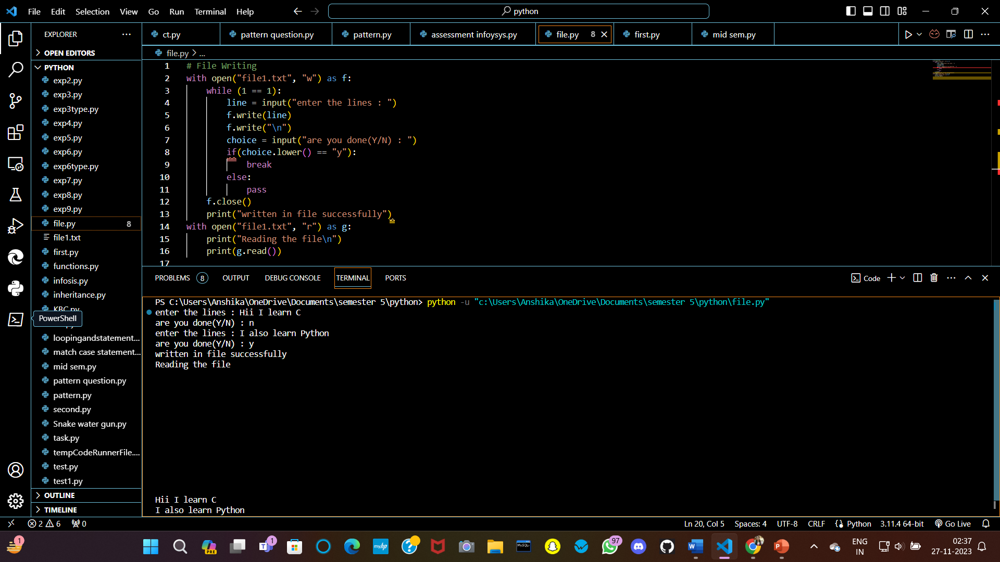 File Edit Selection View Go Run Terminal Help
python
EXPLORER
ct.py
pattern question.py
pattern.py
assessment infoysys.py
file.py 8
first.py
mid sem.py
OPEN EDITORS
PYTHON
exp2.py
exp3.py
exp3type.py
exp4.py
exp5.py
exp6.py
exp6type.py
exp7.py
exp8.py
exp9.py
file.py 8
file1.txt
first.py
functions.py
infosis.py
inheritance.py
KBC.py
PowerShell
loopingandstatement...
match case statement...
mid sem.py
pattern question.py
pattern.py
second.py
Snake water gun.py
task.py
tempCodeRunnerFile....
test.py
test1.py
OUTLINE
TIMELINE
file.py > ...
1 # File Writing
2 with open("file1.txt", "w") as f:
3 while (1 == 1):
4 line = input("enter the lines : ")
5 f.write(line)
6 f.write("\n")
7 choice = input("are you done(Y/N) : ")
8 if(choice.lower() == "y"):
9 break
10 else:
11 pass
12 f.close()
13 print("written in file successfully")
14 with open("file1.txt", "r") as g:
15 print("Reading the file\n")
16 print(g.read())
17
PROBLEMS 8 OUTPUT DEBUG CONSOLE TERMINAL PORTS
Code
PS C:\Users\Anshika\OneDrive\Documents\semester 5\python> python -u "c:\Users\Anshika\OneDrive\Documents\semester 5\python\file.py"
enter the lines : Hii I learn C
are you done(Y/N) : n
enter the lines : I also learn Python
are you done(Y/N) : y
written in file successfully
Reading the file
Hii I learn C
I also learn Python
2 6 0
Ln 20, Col 5 Spaces: 4 UTF-8 CRLF Python 3.11.4 64-bit Go Live
1
PRE
1
myhp
MySQL
97
W
P
ENG
IN
02:37
27-11-2023